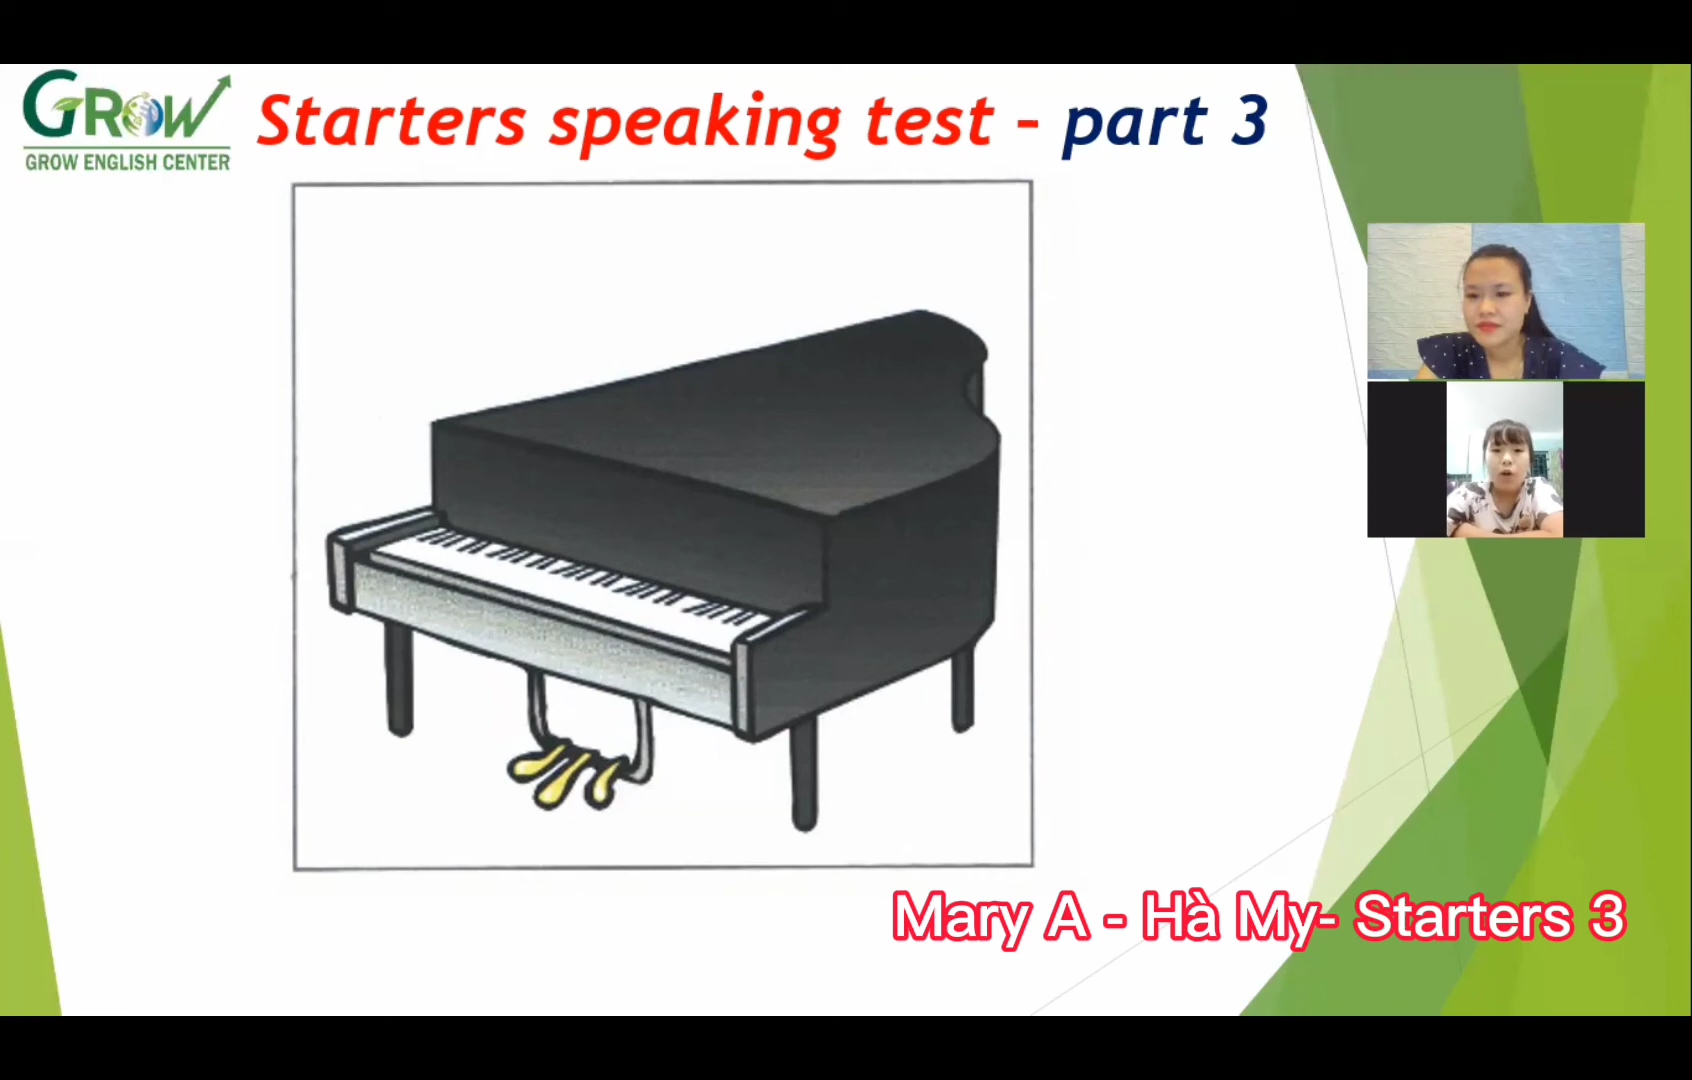 GROW
GROW ENGLISH CENTER
Starters speaking test – part 3
Mary A - Hà My- Starters 3